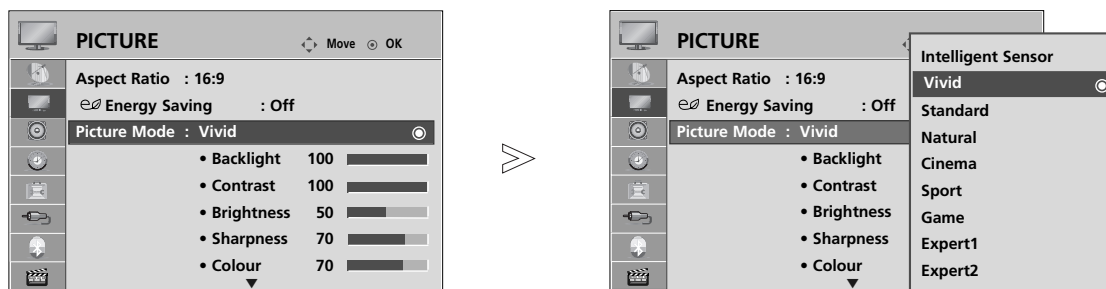 PICTURE
Move OK
Aspect Ratio : 16:9
Energy Saving : Off
Picture Mode : Vivid
• Backlight 100
• Contrast 100
• Brightness 50
• Sharpness 70
• Colour 70
PICTURE
Aspect Ratio : 16:9
Energy Saving : Off
Picture Mode : Vivid
• Backlight
• Contrast
• Brightness
• Sharpness
• Colour
Intelligent Sensor
Vivid
Standard
Natural
Cinema
Sport
Game
Expert1
Expert2